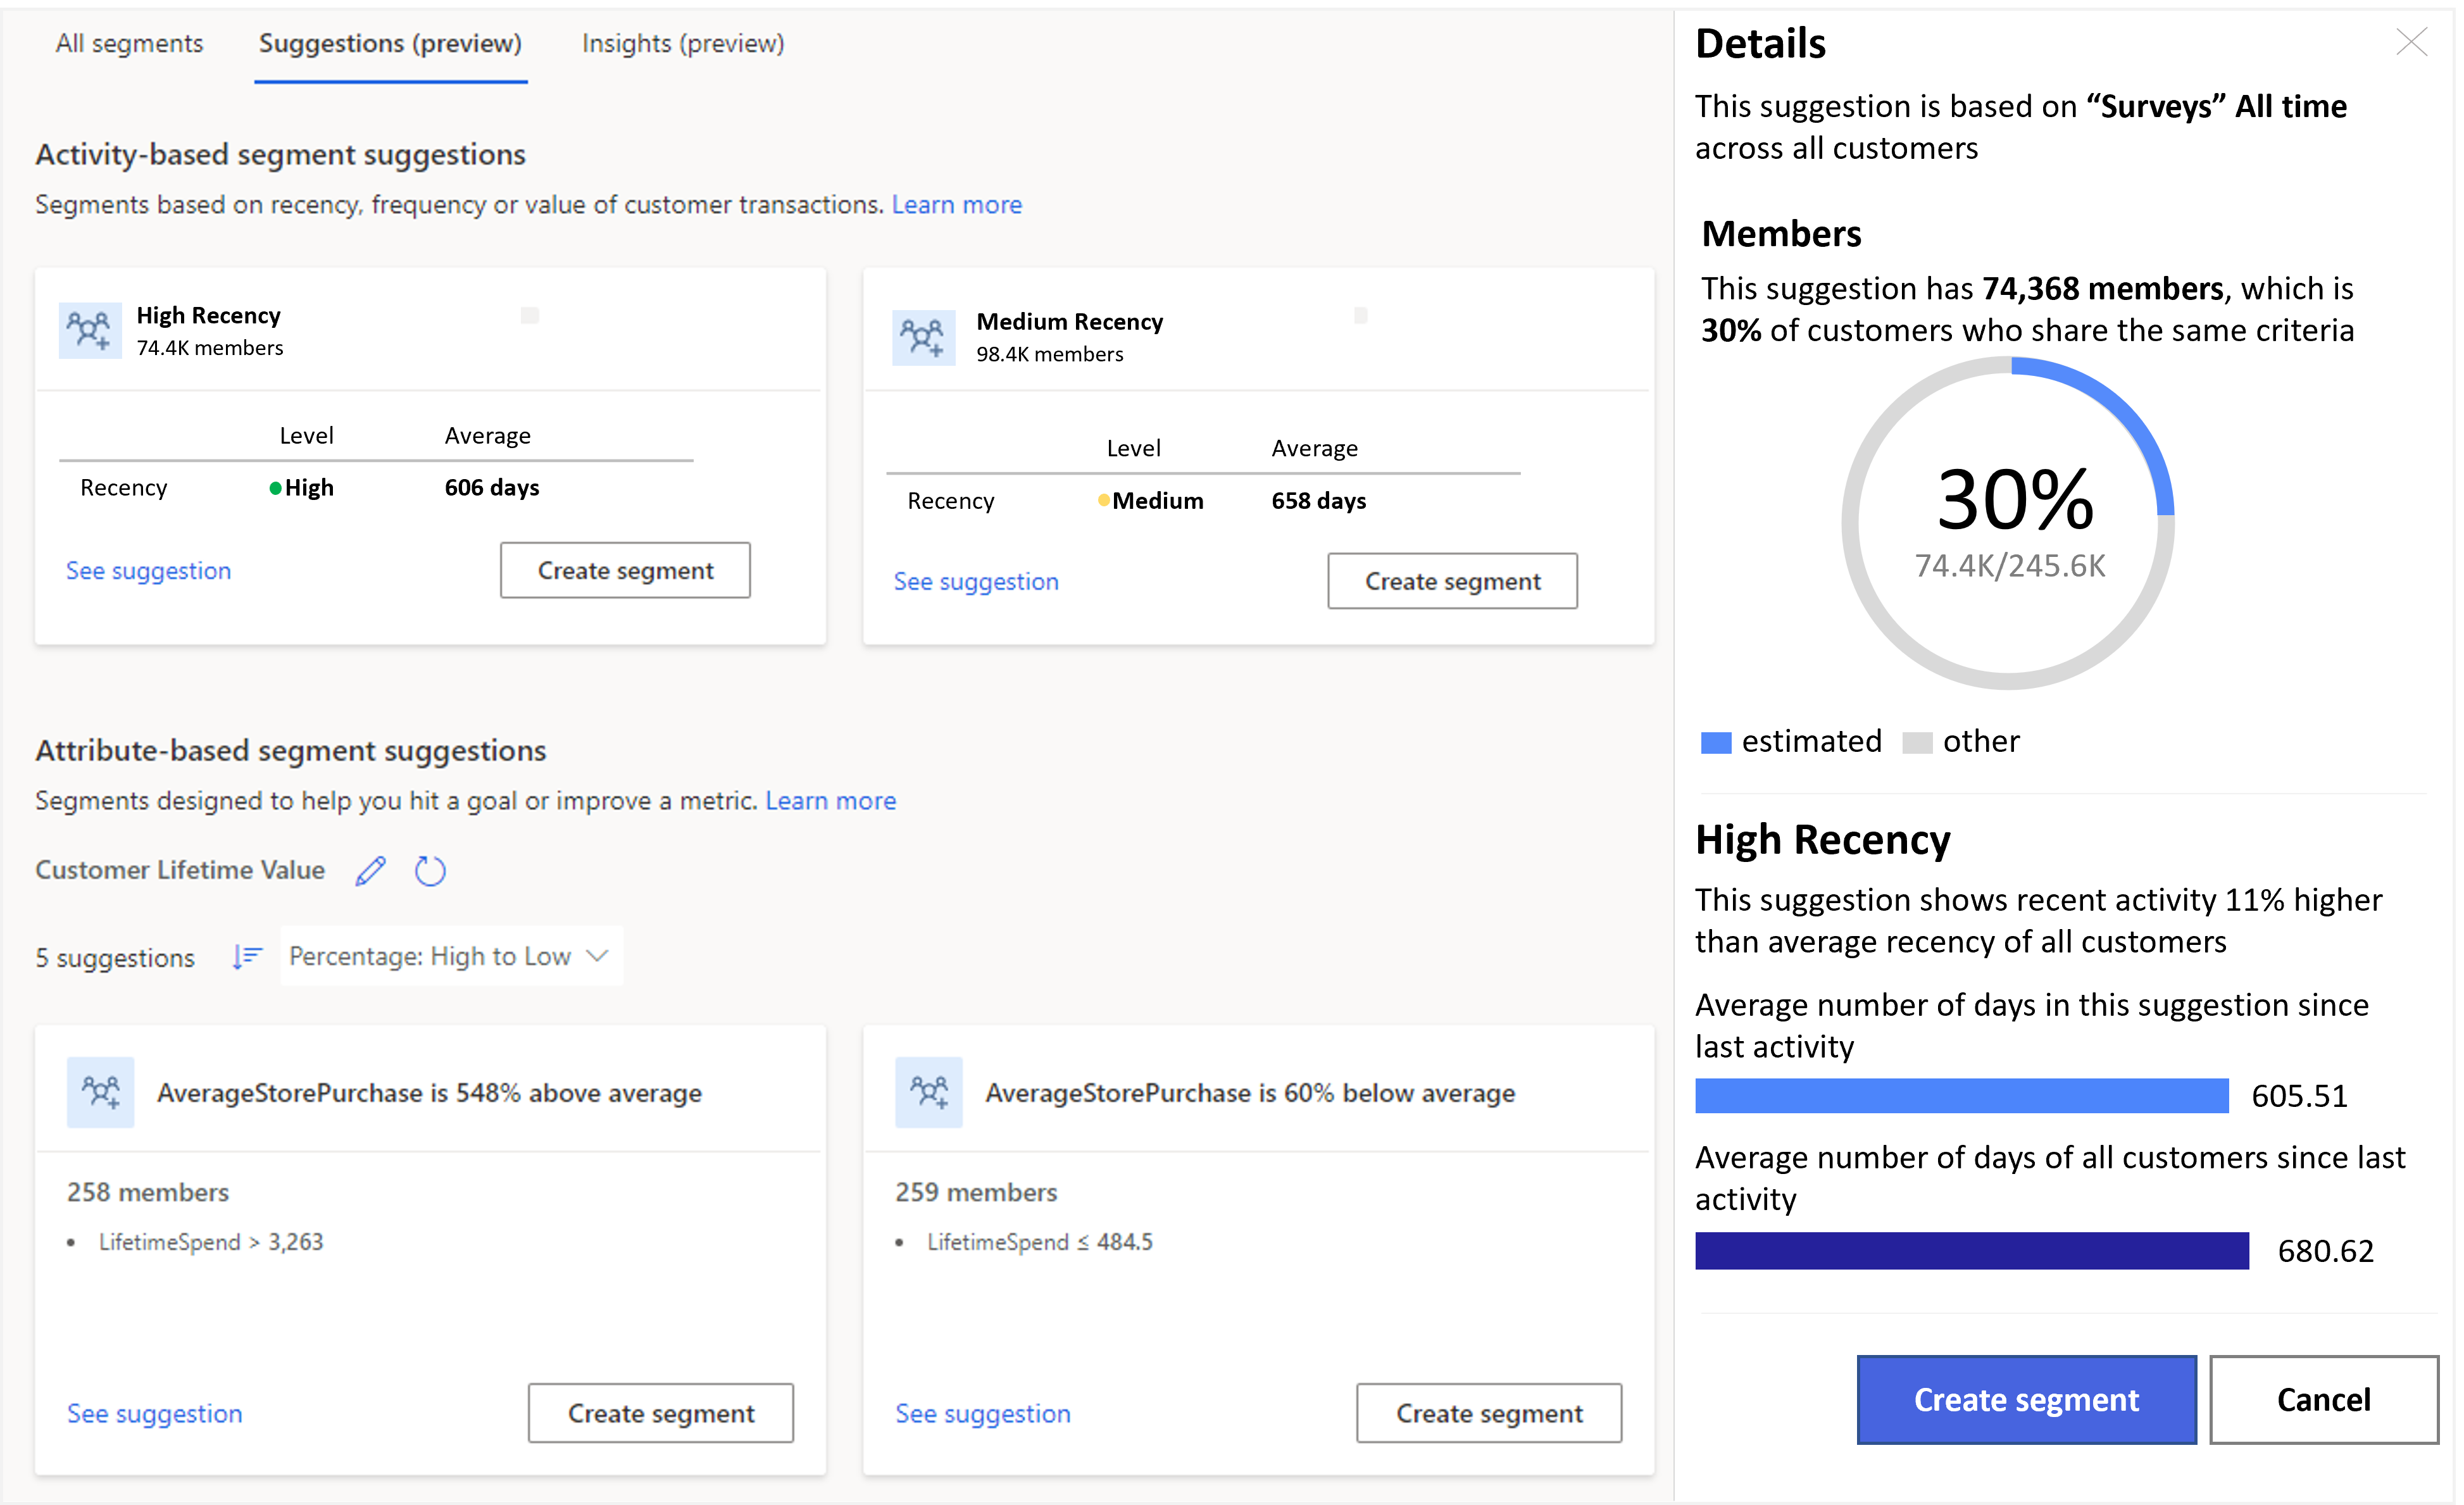 All segments
Suggestions (preview)
Insights (preview)
Activity-based segment suggestions
Segments based on recency, frequency or value of customer transactions. Learn more
High Recency
74.4K members
Level Average
Recency High 606 days
See suggestion
Create segment
Medium Recency
98.4K members
Level Average
Recency Medium 658 days
See suggestion
Create segment
Attribute-based segment suggestions
Segments designed to help you hit a goal or improve a metric. Learn more
Customer Lifetime Value
5 suggestions
Percentage: High to Low
AverageStorePurchase is 548% above average
258 members
• LifetimeSpend > 3,263
See suggestion
Create segment
AverageStorePurchase is 60% below average
259 members
• LifetimeSpend ≤ 484.5
See suggestion
Create segment
Details
This suggestion is based on “Surveys” All time
across all customers
Members
This suggestion has 74,368 members, which is
30% of customers who share the same criteria
30%
74.4K/245.6K
estimated
other
High Recency
This suggestion shows recent activity 11% higher
than average recency of all customers
Average number of days in this suggestion since
last activity
605.51
Average number of days of all customers since last
activity
680.62
Create segment
Cancel